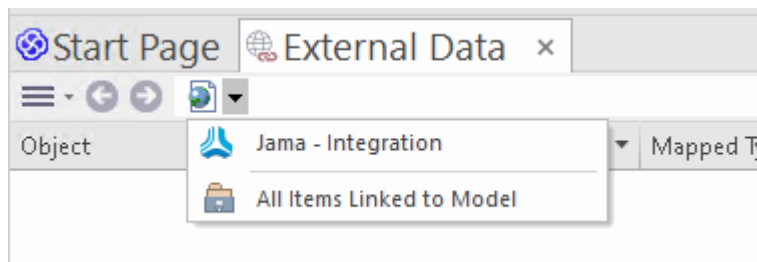 Start Page External Data ×
Object Mapped
Jama - Integration
All Items Linked to Model